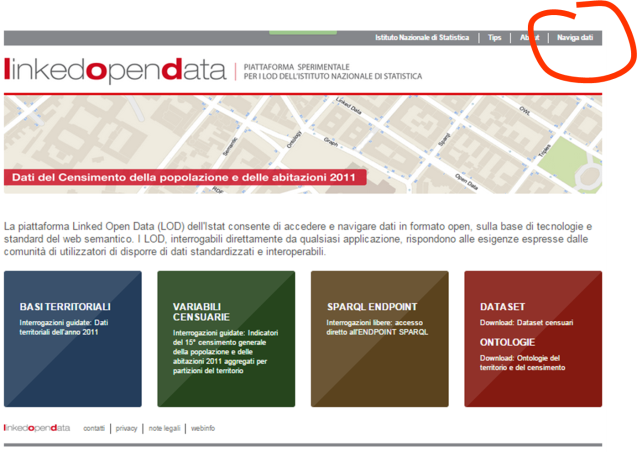 Istituto Nazionale di Statistica | Tips | About | Naviga dati
linkedopendata | PIATTAFORMA SPERIMENTALE
PER I LOD DELL'ISTITUTO NAZIONALE DI STATISTICA
Linked Data
OWL
Semente
Ontologia
Graph
Sparql
Triples
Open Data
RDF
Dati del Censimento della popolazione e delle abitazioni 2011
La piattaforma Linked Open Data (LOD) dell'Istat consente di accedere e navigare dati in formato open, sulla base di tecnologie e
standard del web semantico. I LOD, interrogabili direttamente da qualsiasi applicazione, rispondono alle esigenze espresse dalle
comunità di utilizzatori di disporre di dati standardizzati e interoperabili.
BASI TERRITORIALI
Interrogazioni guidate: Dati
territoriali dell'anno 2011
VARIABILI
CENSUARIE
Interrogazioni guidate: Indicatori
del 15° censimento generale
della popolazione e delle
abitazioni 2011 aggregati per
partizioni del territorio
SPARQL ENDPOINT
Interrogazioni libere: accesso
diretto all'ENDPOINT SPARQL
DATASET
Download: Dataset censuari
ONTOLOGIE
Download: Ontologie del
territorio e del censimento
linkedopendata contatti | privacy | note legali | webinfo